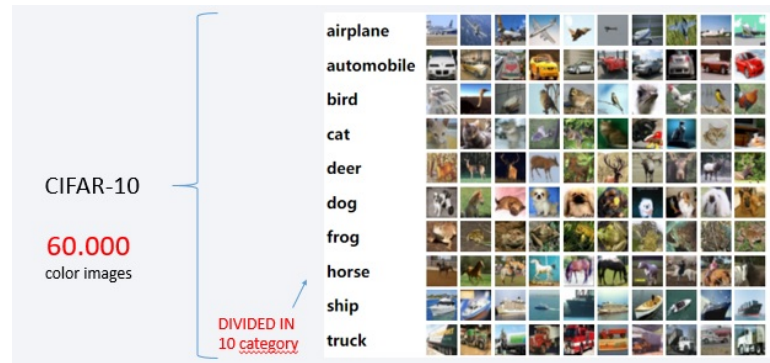 CIFAR-10
60.000
color images
DIVIDED IN
10 category
airplane
automobile
bird
cat
deer
dog
frog
horse
ship
truck